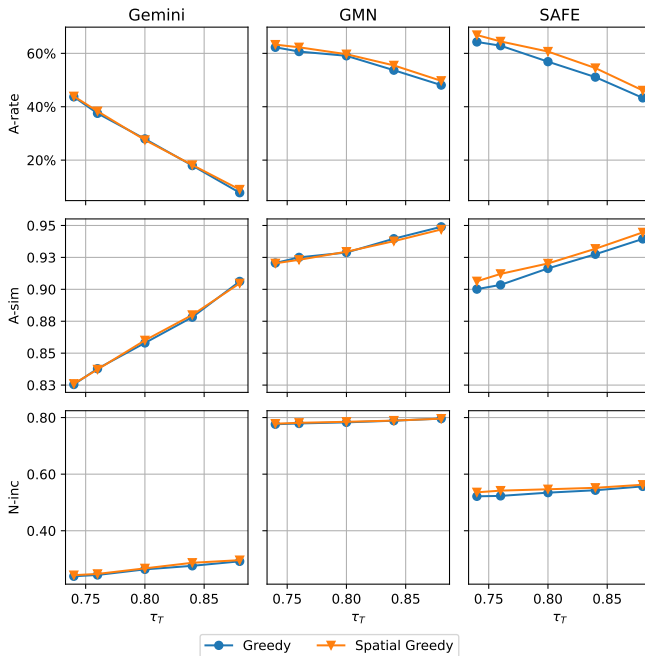 Gemini GMN SAFE
A-rate
60%
40%
20%
A-sim
0.95
0.93
0.90
0.88
0.85
0.83
N-inc
0.80
0.60
0.40
0.75 0.80 0.85 0.75 0.80 0.85 0.75 0.80 0.85
τ_T τ_T τ_T
Greedy Spatial Greedy